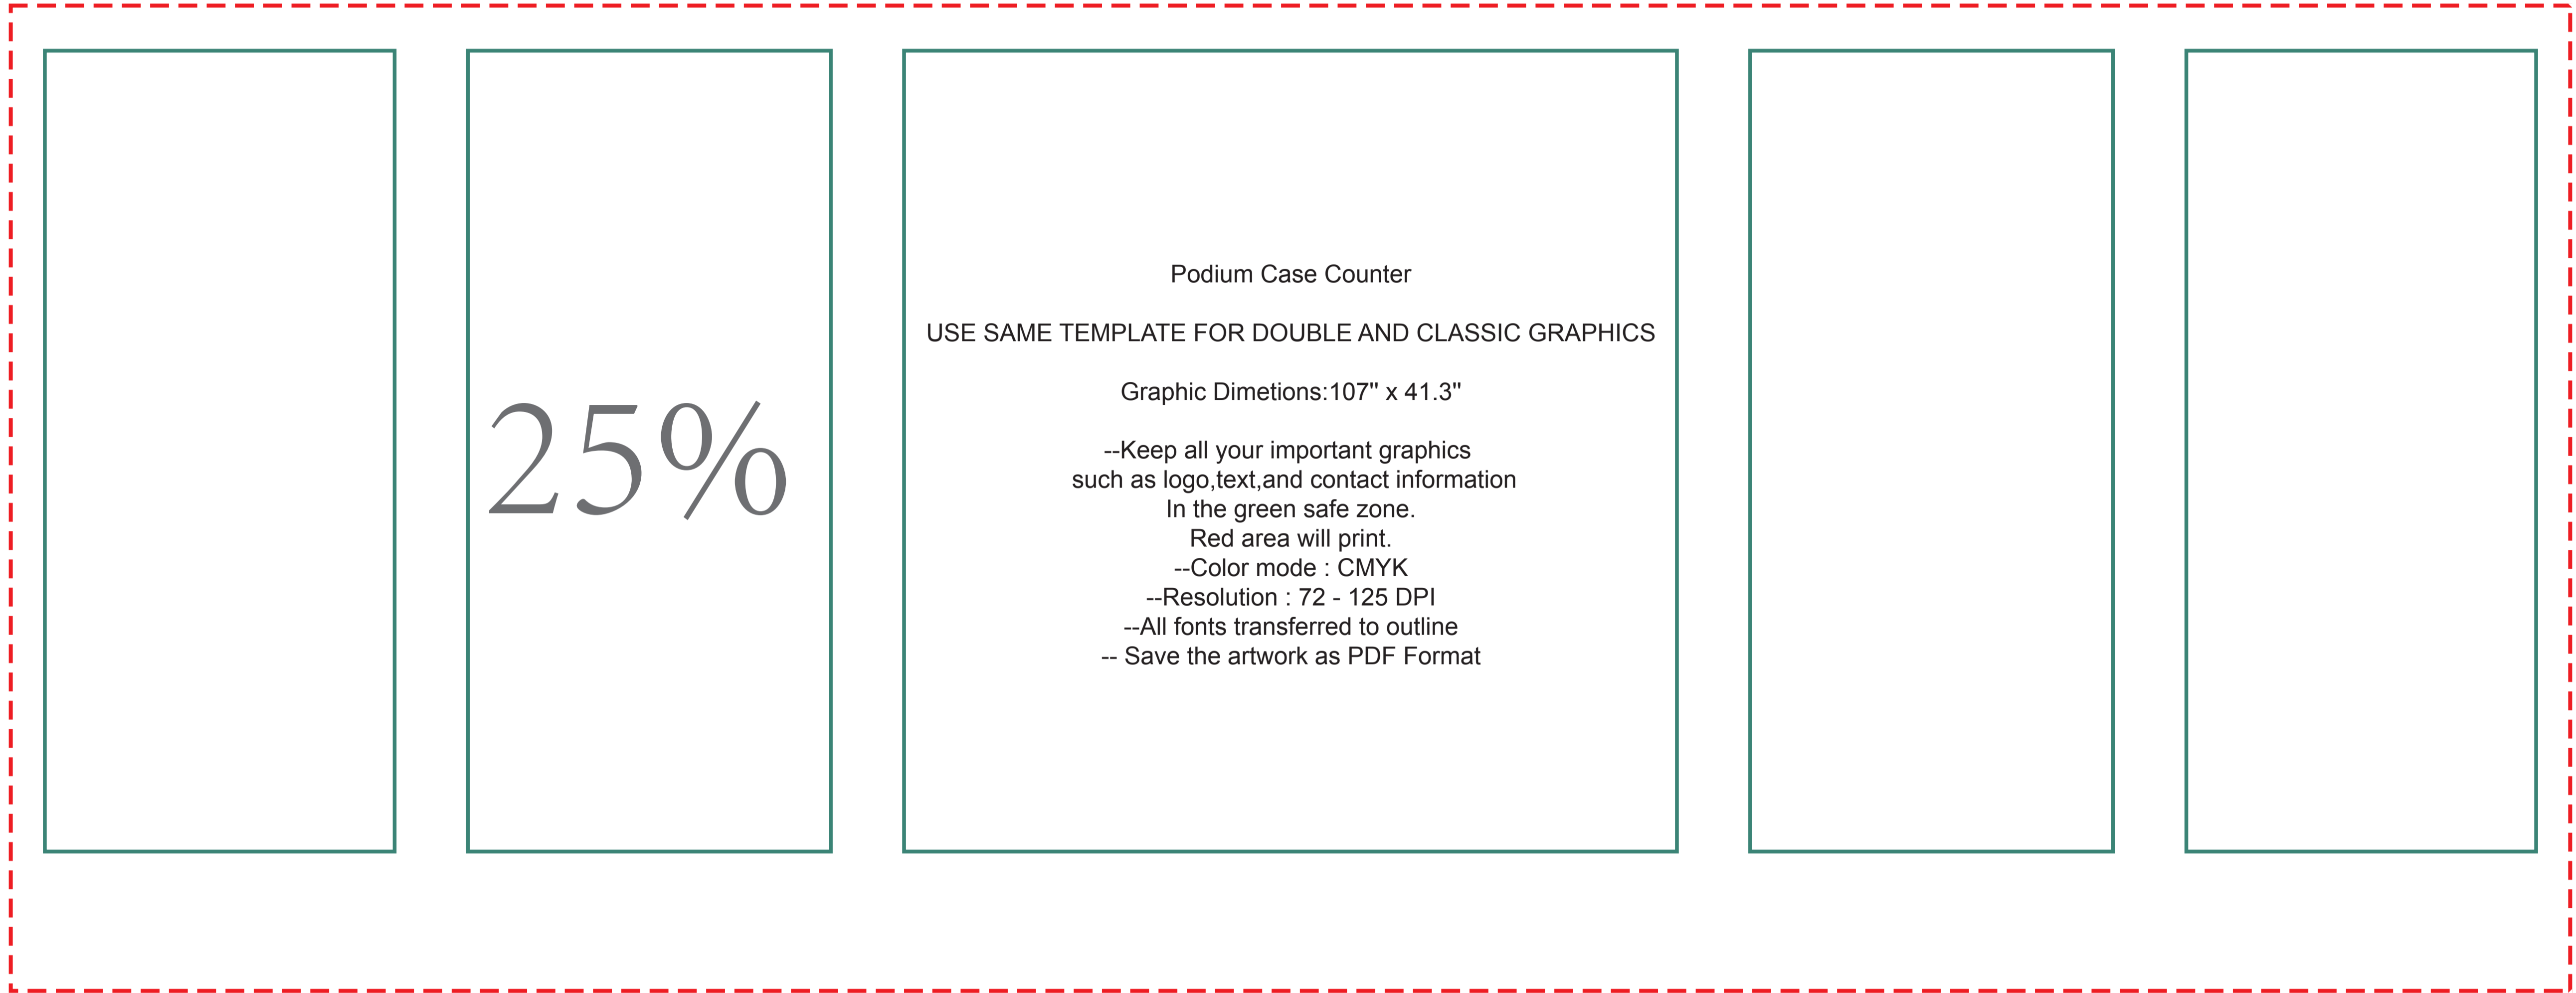 25%
Podium Case Counter
USE SAME TEMPLATE FOR DOUBLE AND CLASSIC GRAPHICS
Graphic Dimetions:107" x 41.3"
--Keep all your important graphics
such as logo,text,and contact information
In the green safe zone.
Red area will print.
--Color mode : CMYK
--Resolution : 72 - 125 DPI
--All fonts transferred to outline
-- Save the artwork as PDF Format